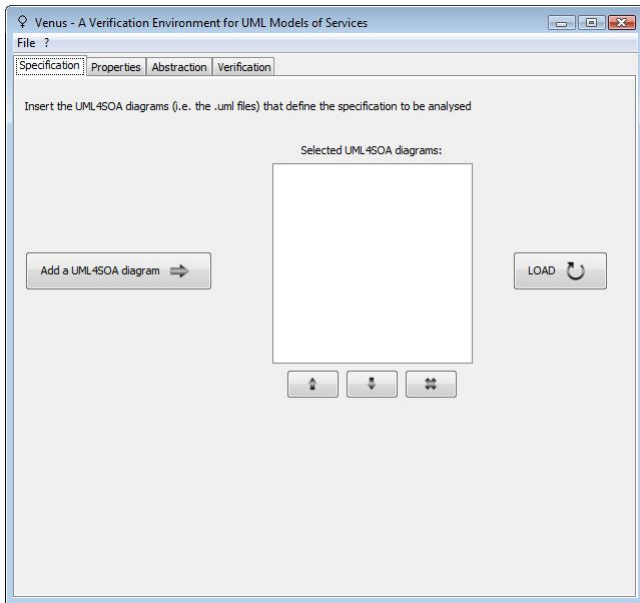 Venus - A Verification Environment for UML Models of Services
File ?
Specification Properties Abstraction Verification
Insert the UML4SOA diagrams (i.e. the .uml files) that define the specification to be analysed
Selected UML4SOA diagrams:
Add a UML4SOA diagram
LOAD